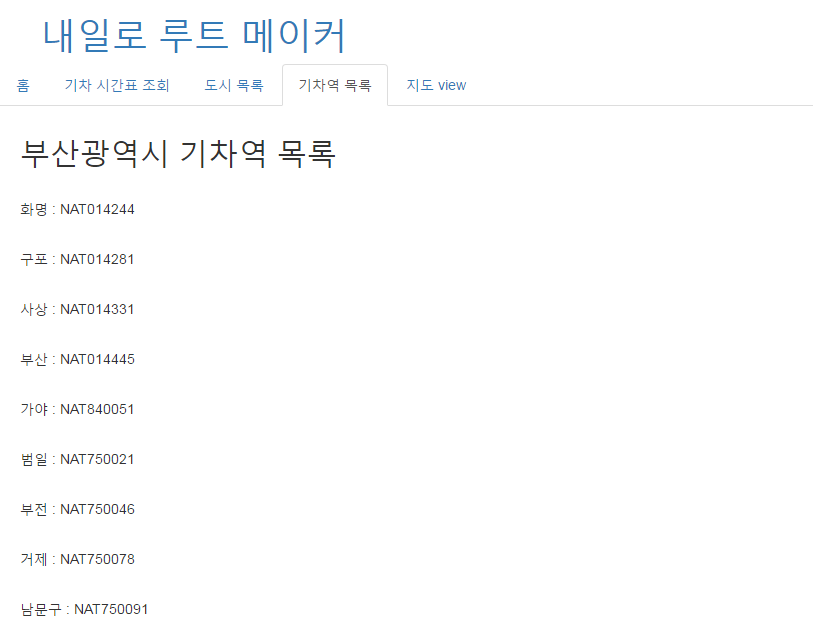 내일로 루트 메이커
홈 기차 시간표 조회 도시 목록 기차역 목록 지도 view
부산광역시 기차역 목록
화명 : NAT014244
구포 : NAT014281
사상 : NAT014331
부산 : NAT014445
가야 : NAT840051
범일 : NAT750021
부전 : NAT750046
거제 : NAT750078
남문구 : NAT750091